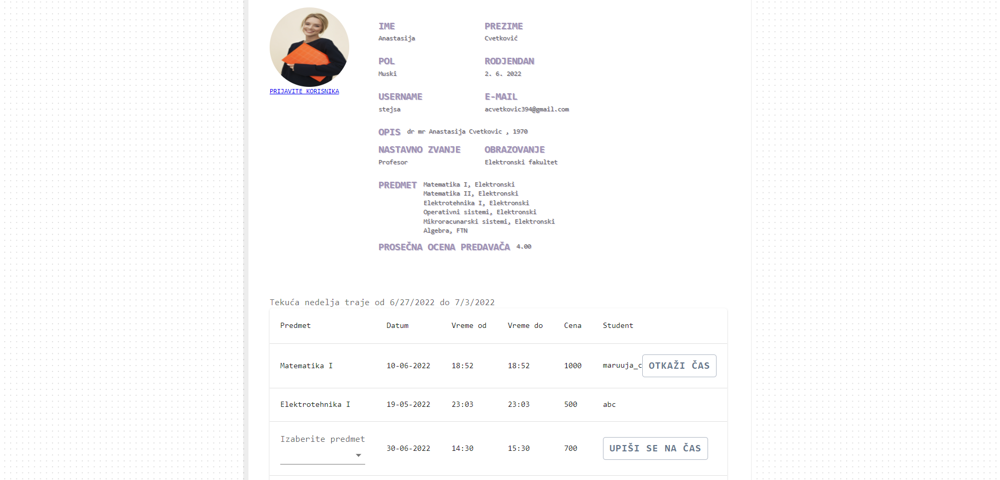 IME PREZIME
Anastasija Cvetković
POL RODJENDAN
Muski 2. 6. 2022
PRIJAVITE KORISNIKA
USERNAME E-MAIL
stejsa acvetkovic394@gmail.com
OPIS dr mr Anastasija Cvetkovic , 1970
NASTAVNO ZVANJE OBRAZOVANJE
Profesor Elektronski fakultet
PREDMET Matematika I, Elektronski
Matematika II, Elektronski
Elektrotehnika I, Elektronski
Operativni sistemi, Elektronski
Mikroracunarski sistemi, Elektronski
Algebra, FTN
PROSEČNA OCENA PREDAVAČA 4.00
Tekuća nedelja traje od 6/27/2022 do 7/3/2022
Predmet Datum Vreme od Vreme do Cena Student
Matematika I 10-06-2022 18:52 18:52 1000 maruuja_c OTKAŽI ČAS
Elektrotehnika I 19-05-2022 23:03 23:03 500 abc
Izaberite predmet 30-06-2022 14:30 15:30 700 UPIŠI SE NA ČAS